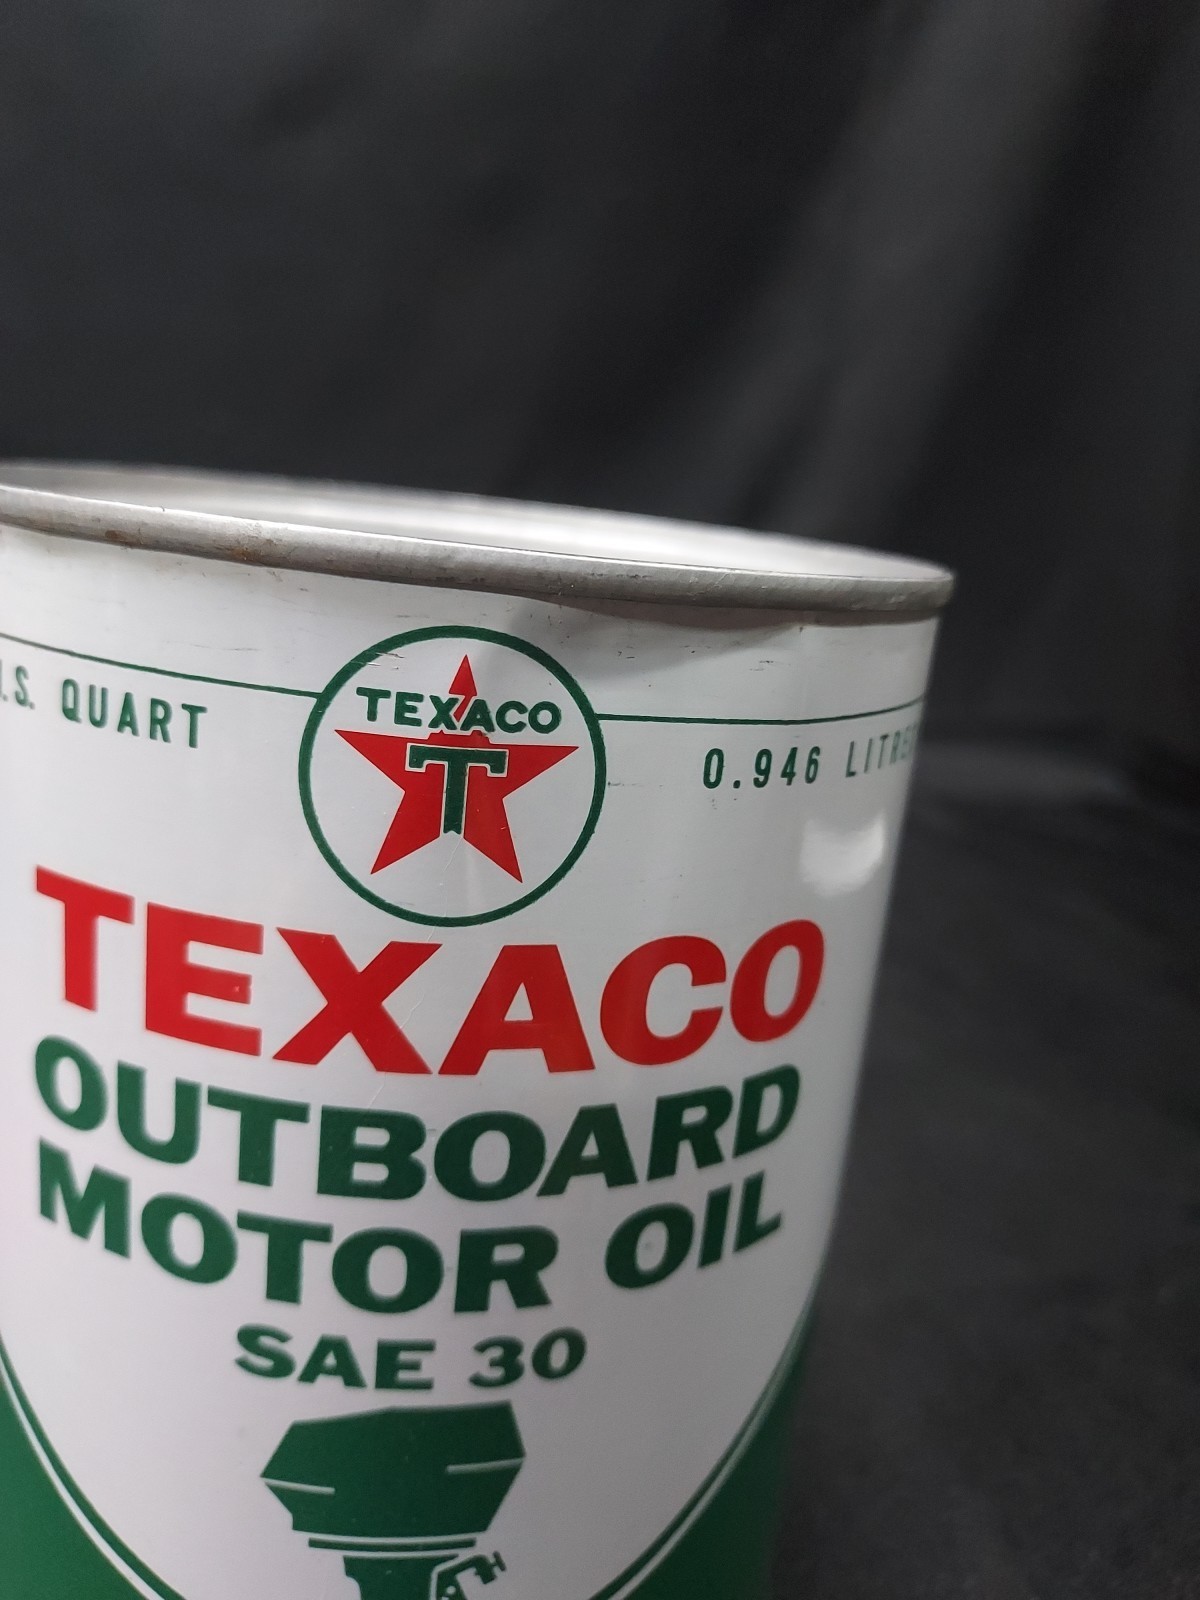 U.S. QUART
TEXACO
T
0.946 LITRE
TEXACO
OUTBOARD
MOTOR OIL
SAE 30